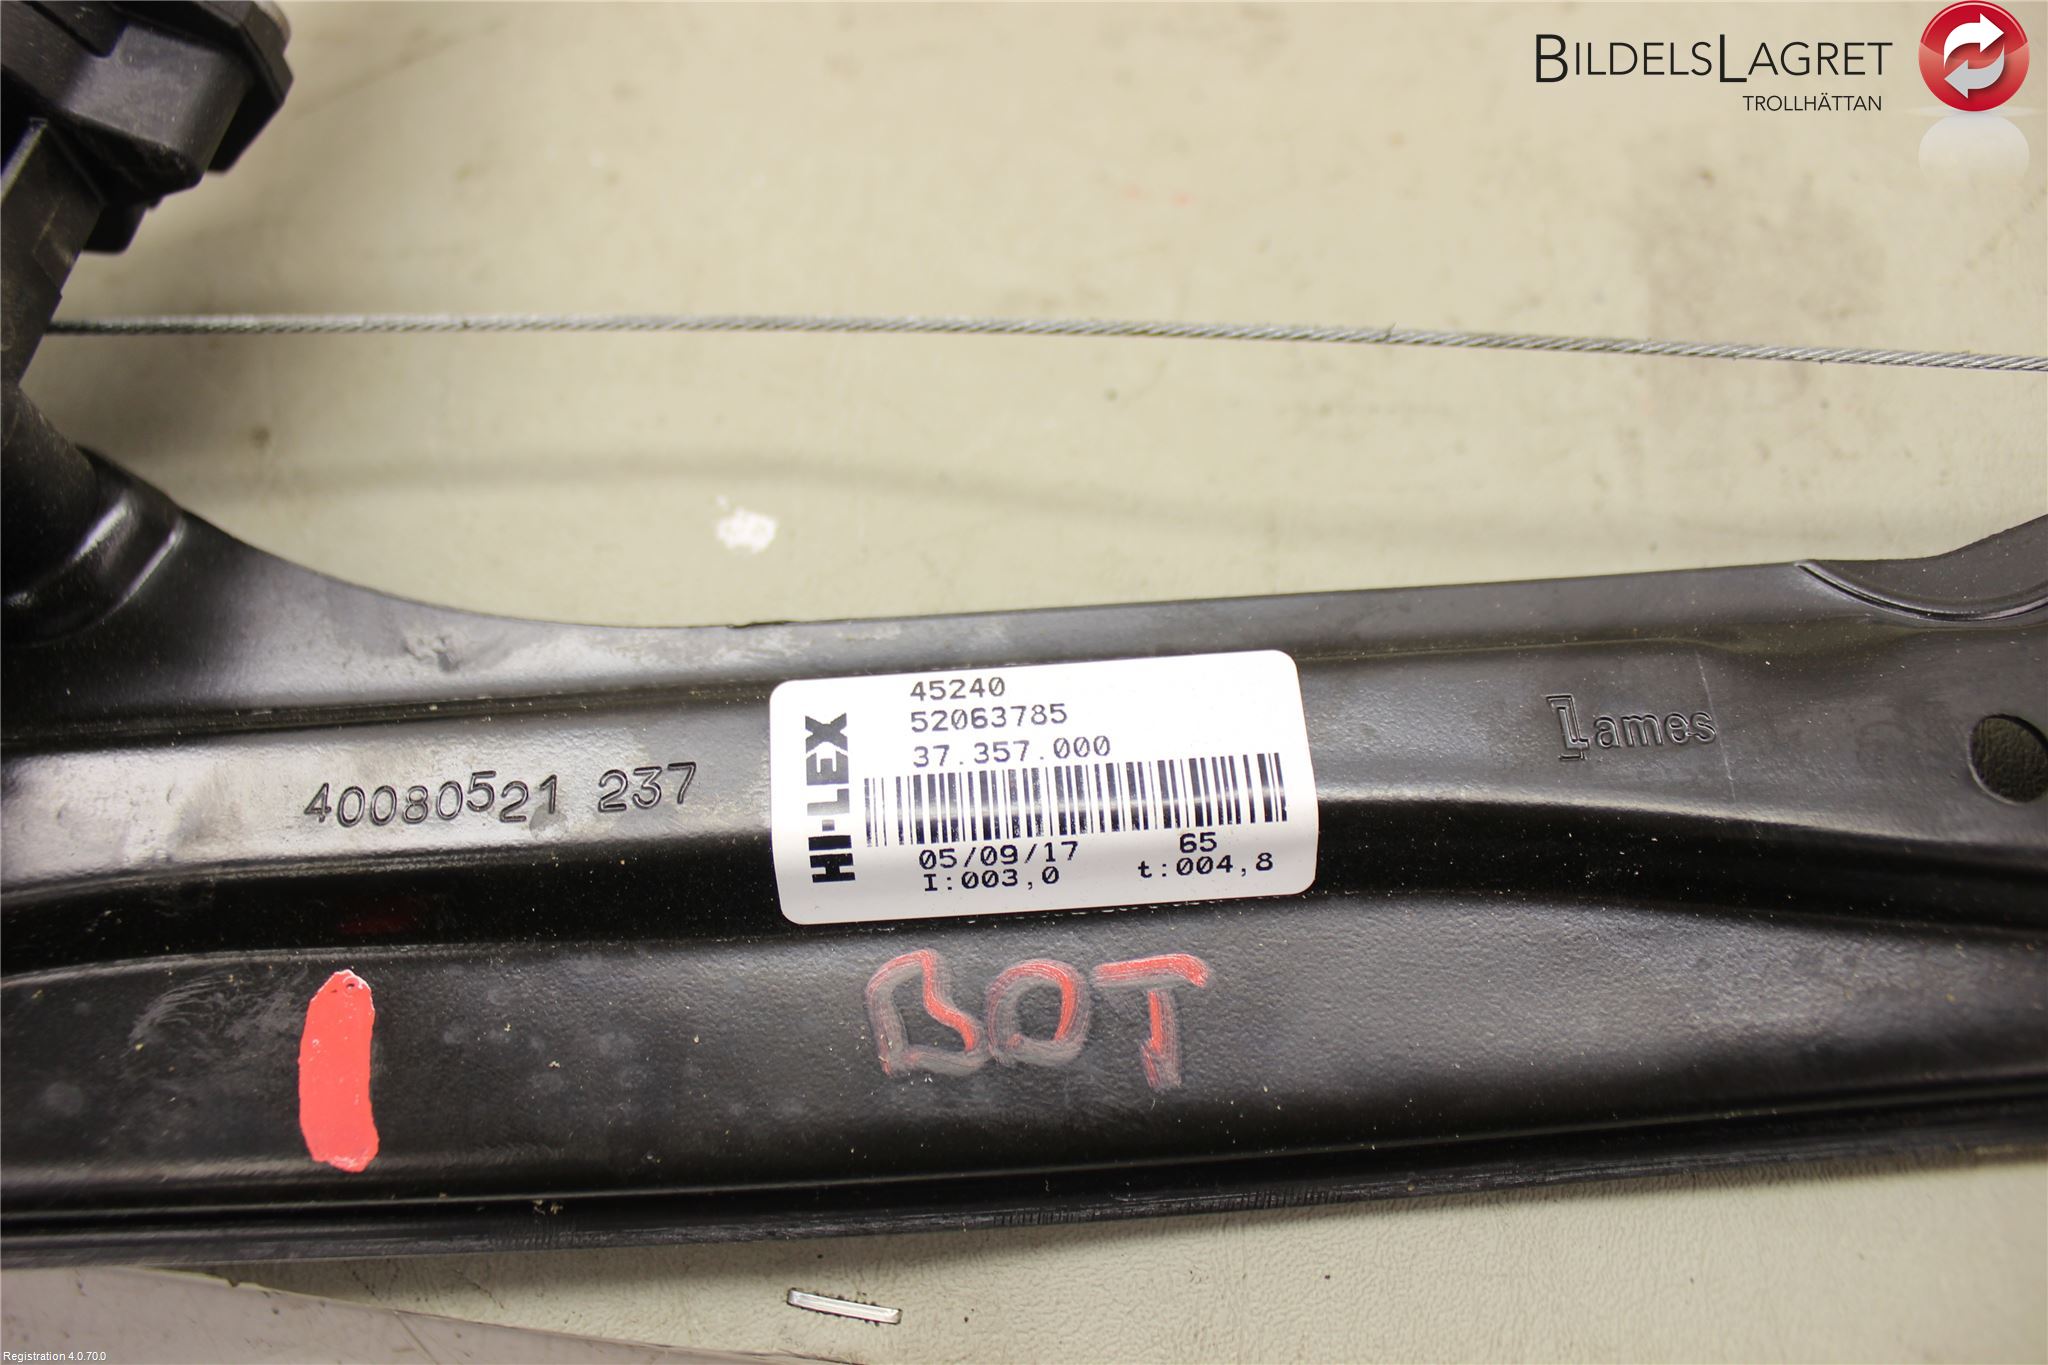 BILDELSLAGRET
TROLLHÄTTAN
45240
52063785
37.357.000
HI-LEX
05/09/17 65
I:003,0 t:004,8
40080521 237
Lames
BOT
Registration 4.0.70.0